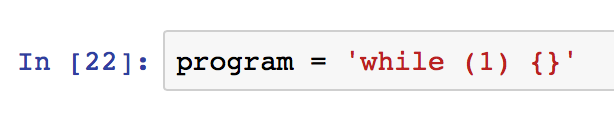 In [22]: program = 'while (1) {}'